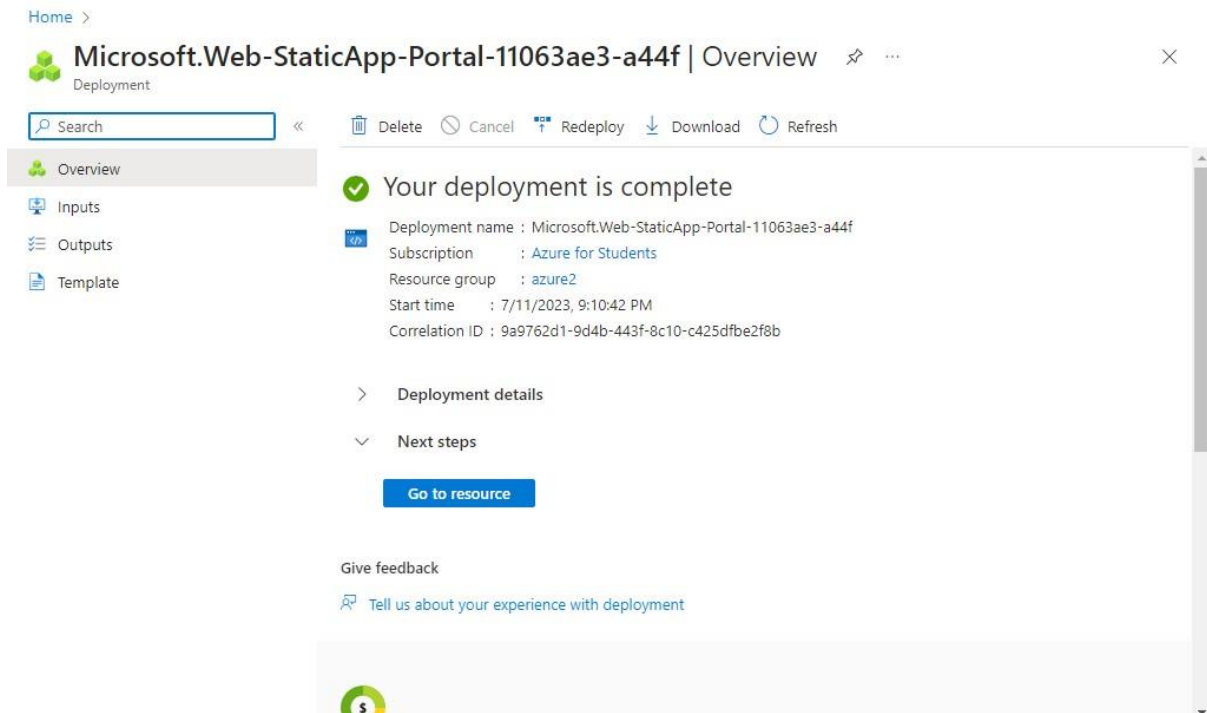 Home >
Microsoft.Web-StaticApp-Portal-11063ae3-a44f | Overview
Deployment
Search
Delete Cancel Redeploy Download Refresh
Overview
Inputs
Outputs
Template
Your deployment is complete
Deployment name : Microsoft.Web-StaticApp-Portal-11063ae3-a44f
Subscription : Azure for Students
Resource group : azure2
Start time : 7/11/2023, 9:10:42 PM
Correlation ID : 9a9762d1-9d4b-443f-8c10-c425dfbe2f8b
Deployment details
Next steps
Go to resource
Give feedback
Tell us about your experience with deployment
$